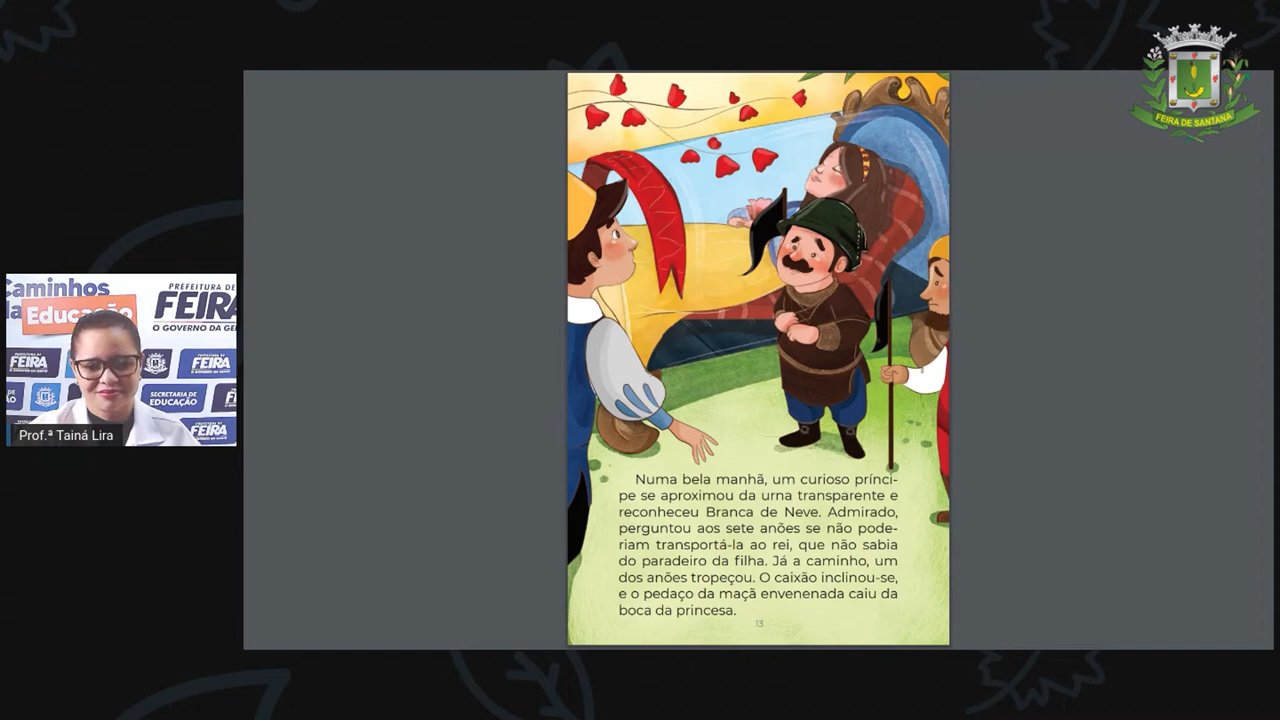 FEIRA DE SANTANA
Caminhos
da Educação
PREFEITURA DE
FEIRA
O GOVERNO DA GE
FEIRA
FEIRA
SECRETARIA DE
EDUCAÇÃO
FEIRA
Prof.ª Tainá Lira
Numa bela manhã, um curioso prínci-
pe se aproximou da urna transparente e
reconheceu Branca de Neve. Admirado,
perguntou aos sete anões se não pode-
riam transportá-la ao rei, que não sabia
do paradeiro da filha. Já a caminho, um
dos anões tropeçou. O caixão inclinou-se,
e o pedaço da maçã envenenada caiu da
boca da princesa.
13